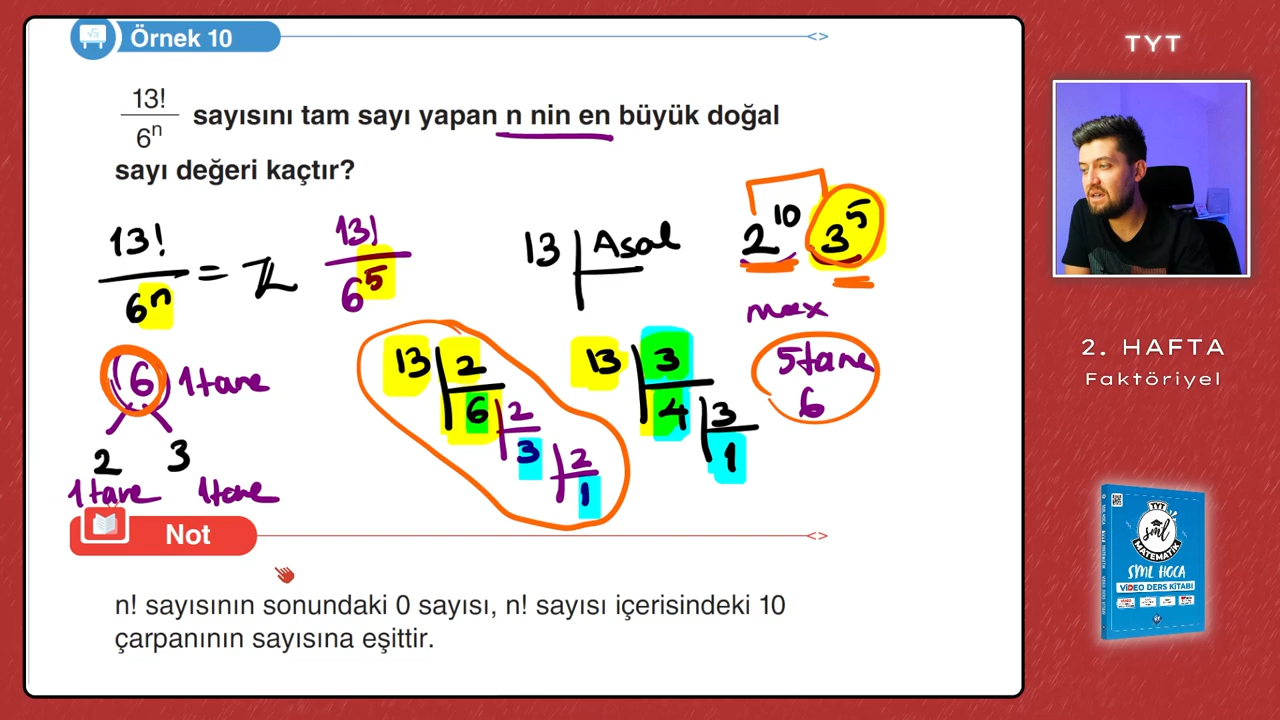 Örnek 10
<>
TYT
13!
6ⁿ
sayısını tam sayı yapan n nin en büyük doğal
sayı değeri kaçtır?
13!
6ⁿ
= ℤ
13!
6⁵
13 | Asal
2¹⁰ 3⁵
max
5 tane
6
6 1 tane
2 3
1 tane 1 tane
13 2
6 2
3 2
1
13 3
4 3
1
2. HAFTA
Faktöriyel
Not
<>
n! sayısının sonundaki 0 sayısı, n! sayısı içerisindeki 10
çarpanının sayısına eşittir.
TYT
sml
MATEMATİK
SML HOCA
VİDEO DERS KİTABI